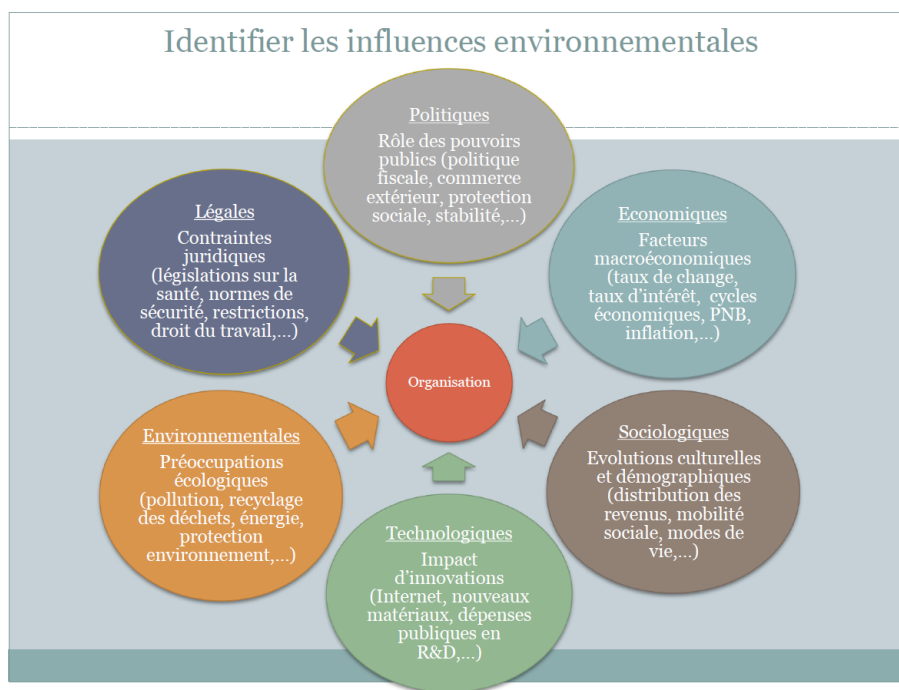 Identifier les influences environnementales
Politiques
Rôle des pouvoirs
publics (politique
fiscale, commerce
extérieur, protection
sociale, stabilité,...)
Légales
Contraintes
juridiques
(législations sur la
santé, normes de
sécurité, restrictions,
droit du travail,...)
Economiques
Facteurs
macroéconomiques
(taux de change,
taux d'intérêt, cycles
économiques, PNB,
inflation,...)
Organisation
Environnementales
Préoccupations
écologiques
(pollution, recyclage
des déchets, énergie,
protection
environnement,...)
Sociologiques
Evolutions culturelles
et démographiques
(distribution des
revenus, mobilité
sociale, modes de
vie,...)
Technologiques
Impact
d'innovations
(Internet, nouveaux
matériaux, dépenses
publiques en
R&D,...)